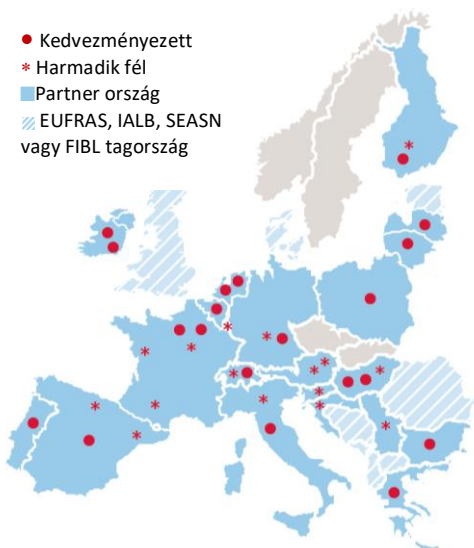 Kedvezményezett
* Harmadik fél
Partner ország
EUFRAS, IALB, SEASN
vagy FIBL tagország